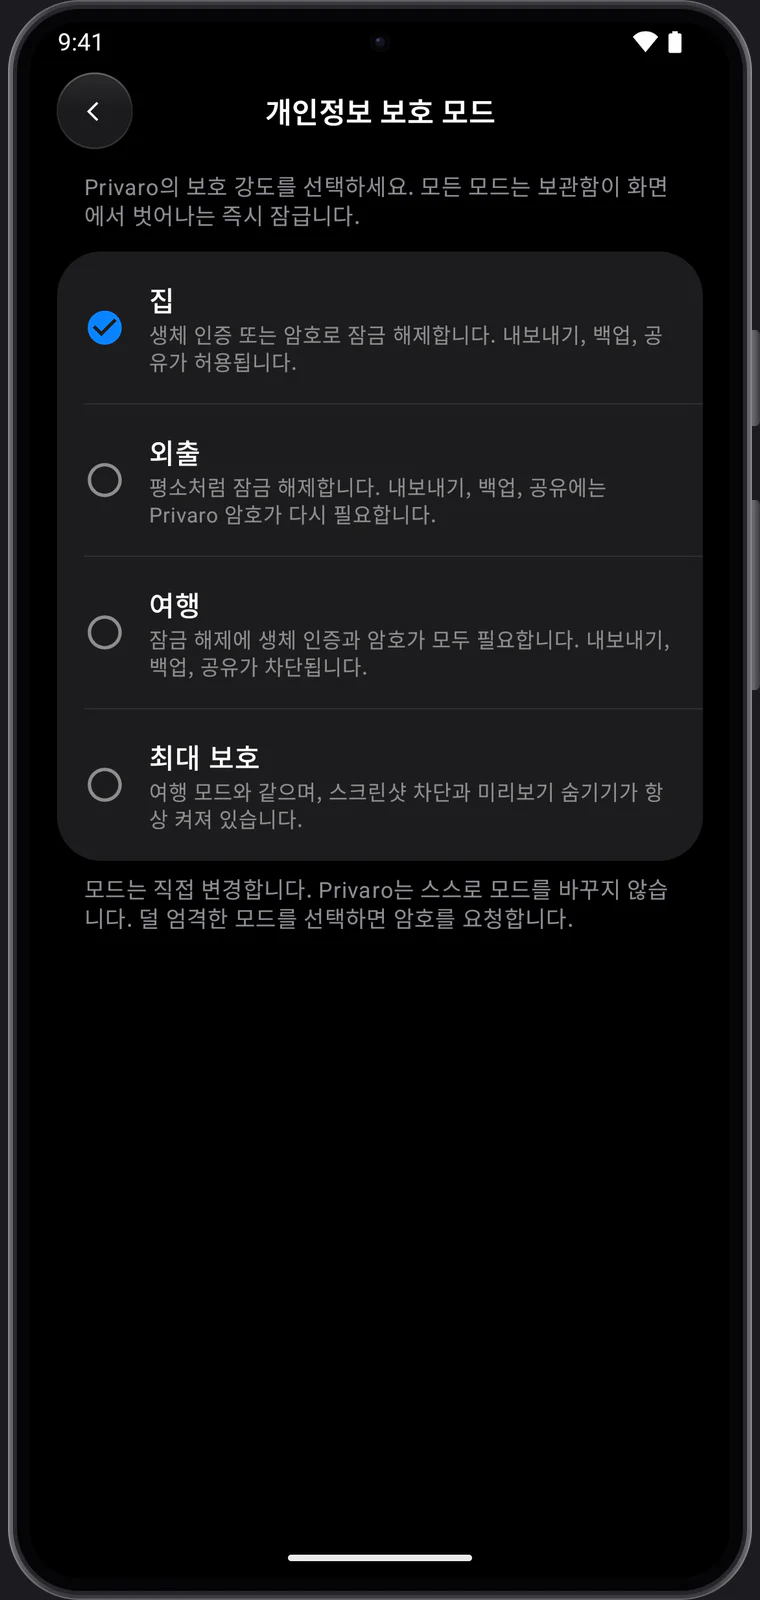 9:41
개인정보 보호 모드
Privaro의 보호 강도를 선택하세요. 모든 모드는 보관함이 화면
에서 벗어나는 즉시 잠급니다.
집
생체 인증 또는 암호로 잠금 해제합니다. 내보내기, 백업, 공
유가 허용됩니다.
외출
평소처럼 잠금 해제합니다. 내보내기, 백업, 공유에는
Privaro 암호가 다시 필요합니다.
여행
잠금 해제에 생체 인증과 암호가 모두 필요합니다. 내보내기,
백업, 공유가 차단됩니다.
최대 보호
여행 모드와 같으며, 스크린샷 차단과 미리보기 숨기기가 항
상 켜져 있습니다.
모드는 직접 변경합니다. Privaro는 스스로 모드를 바꾸지 않습
니다. 덜 엄격한 모드를 선택하면 암호를 요청합니다.